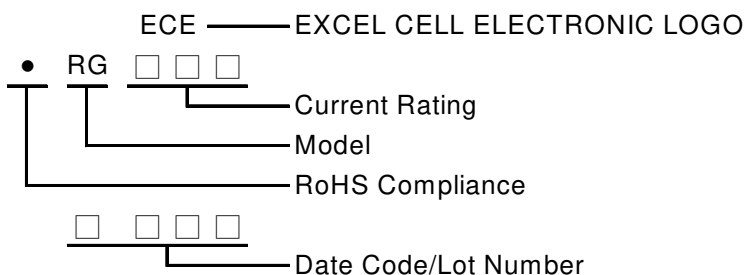 ECE EXCEL CELL ELECTRONIC LOGO
• RG □ □ □
Current Rating
Model
RoHS Compliance
□ □ □ □
Date Code/Lot Number